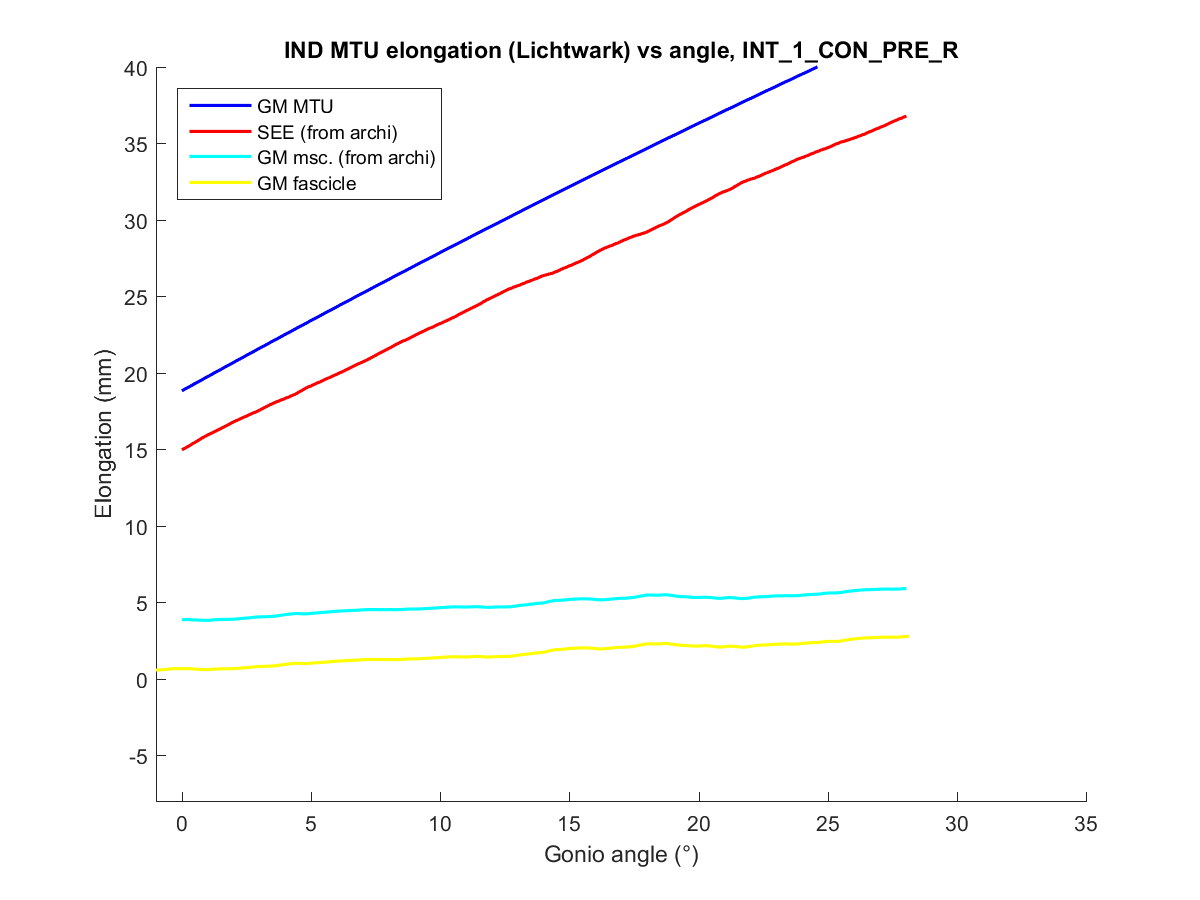 IND MTU elongation (Lichtwark) vs angle, INT_1_CON_PRE_R
40
35
30
25
20
15
10
5
0
-5
Elongation (mm)
GM MTU
SEE (from archi)
GM msc. (from archi)
GM fascicle
0 5 10 15 20 25 30 35
Gonio angle (°)